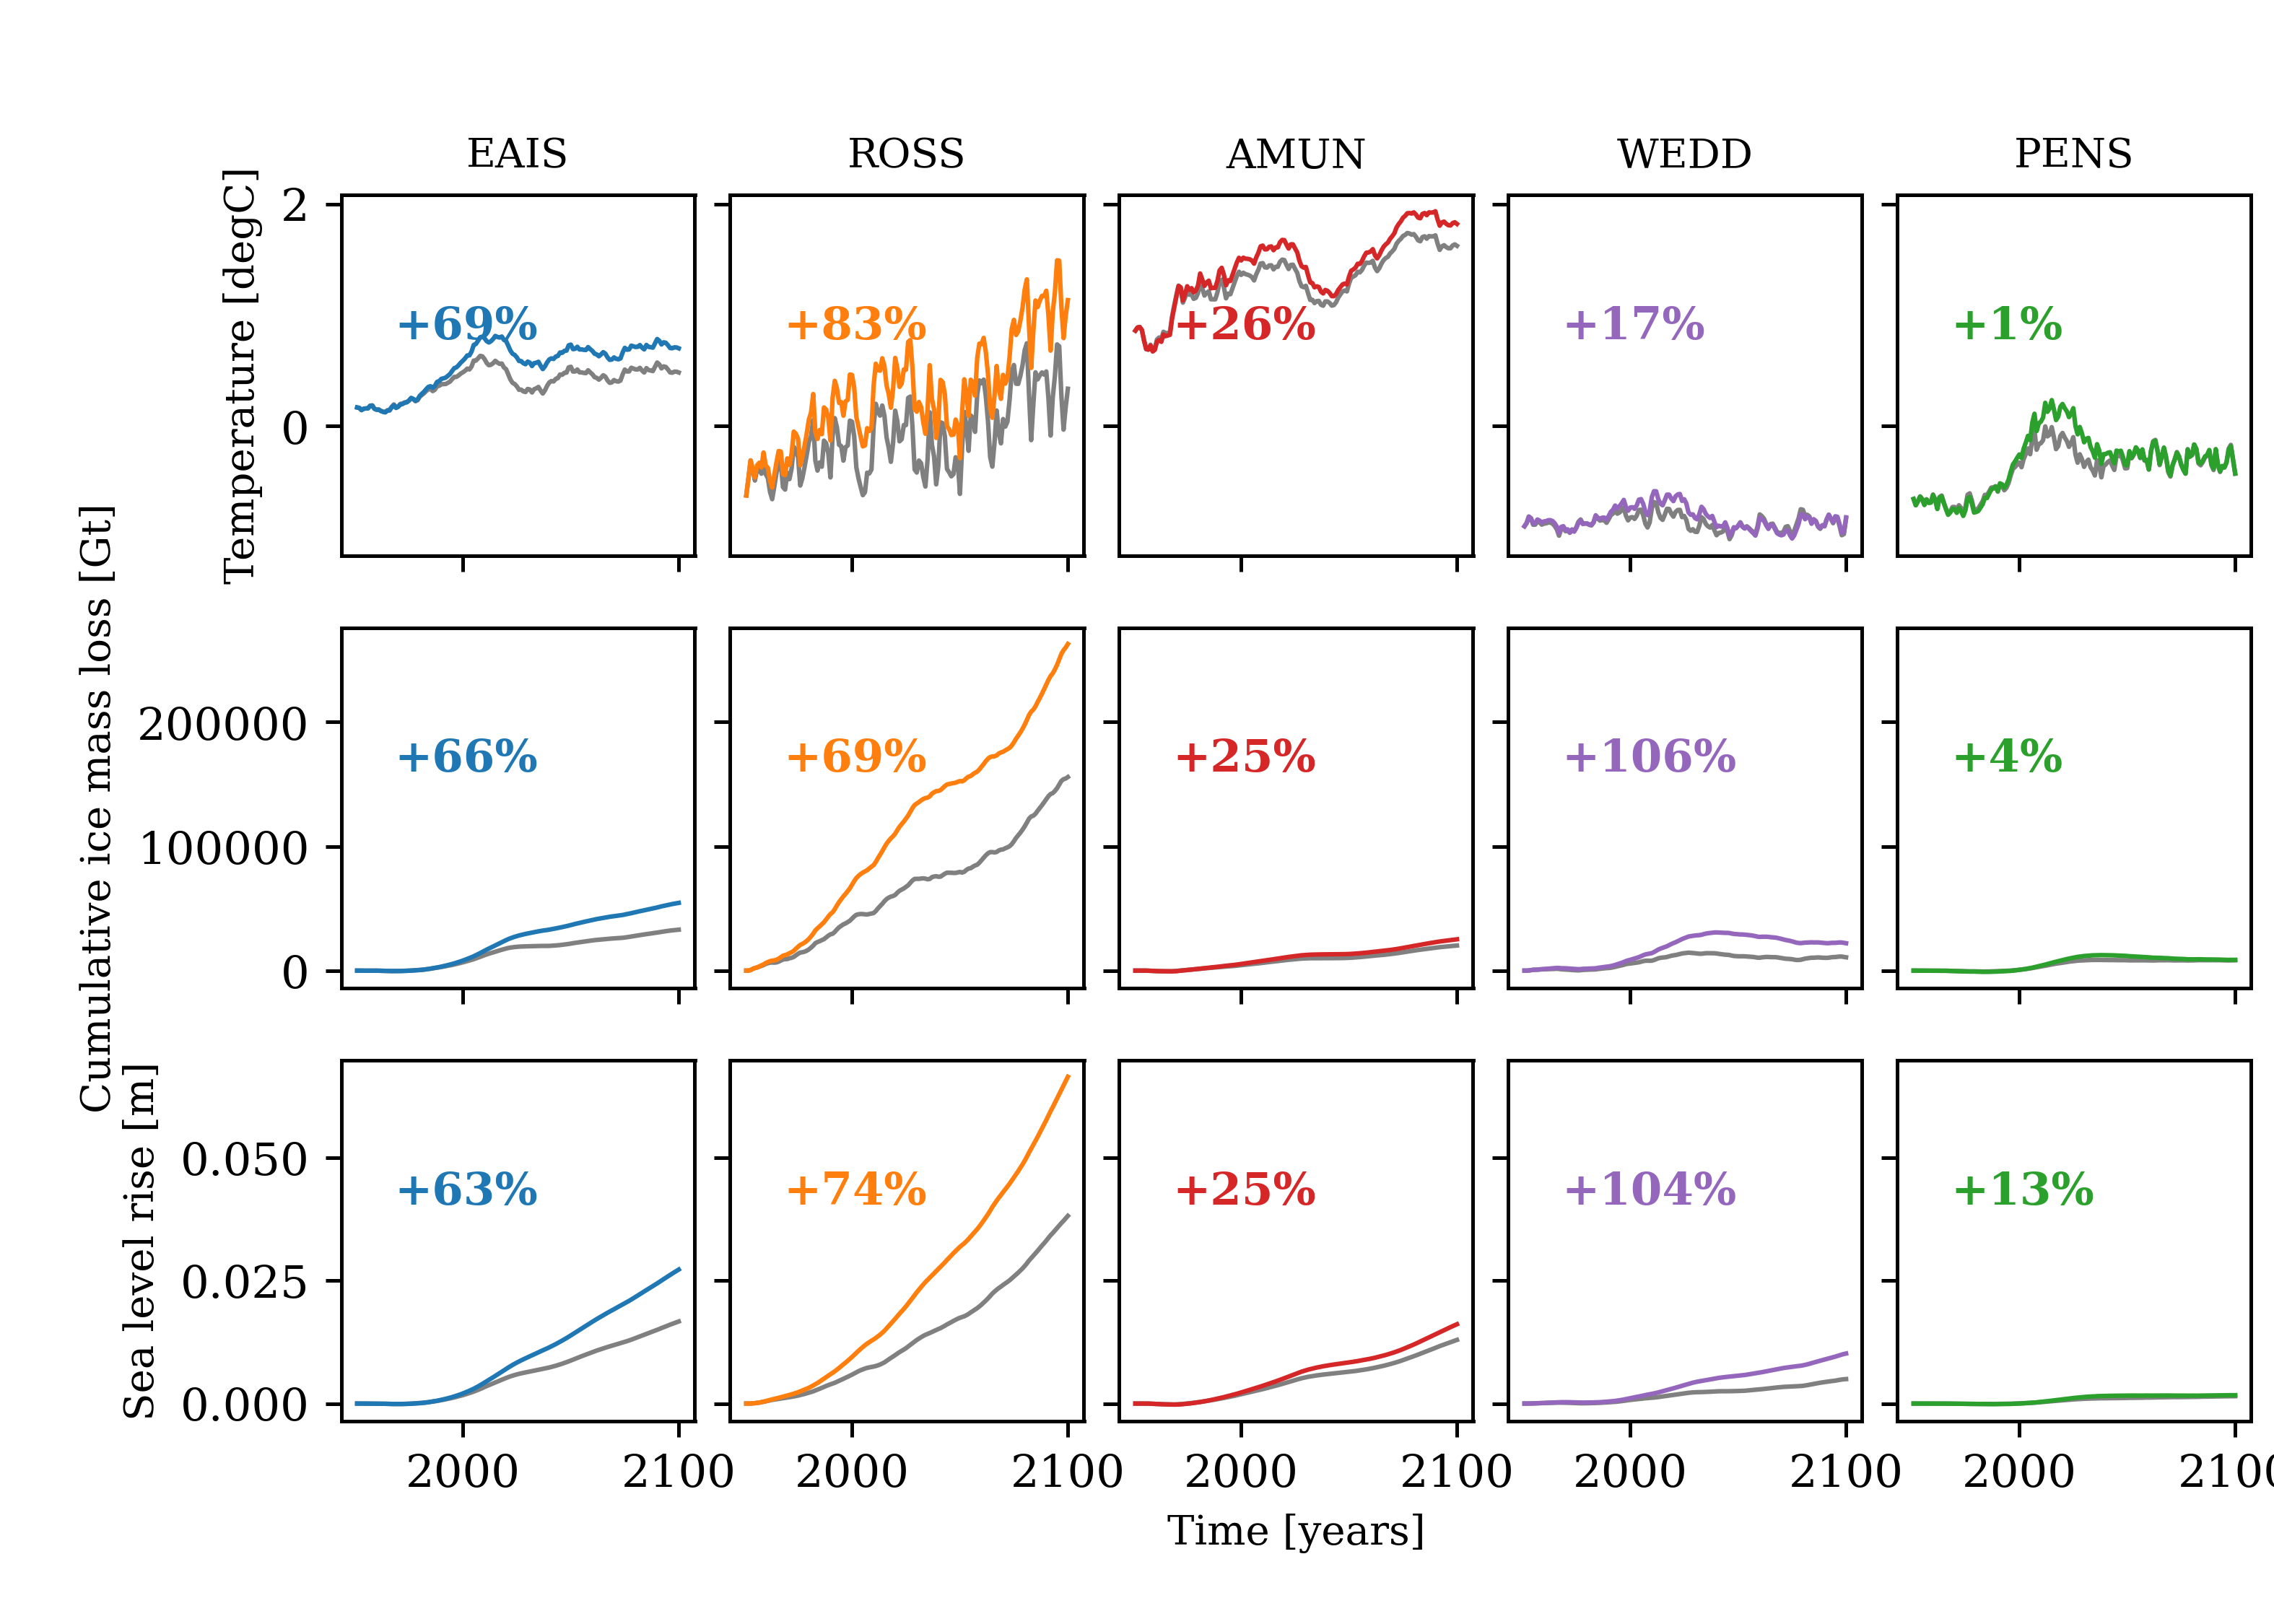 EAIS ROSS AMUN WEDD PENS
Temperature [degC]
2
0
+69% +83% +26% +17% +1%
Cumulative ice mass loss [Gt]
200000
100000
0
+66% +69% +25% +106% +4%
Sea level rise [m]
0.050
0.025
0.000
+63% +74% +25% +104% +13%
2000 2100 2000 2100 2000 2100 2000 2100 2000 2100
Time [years]